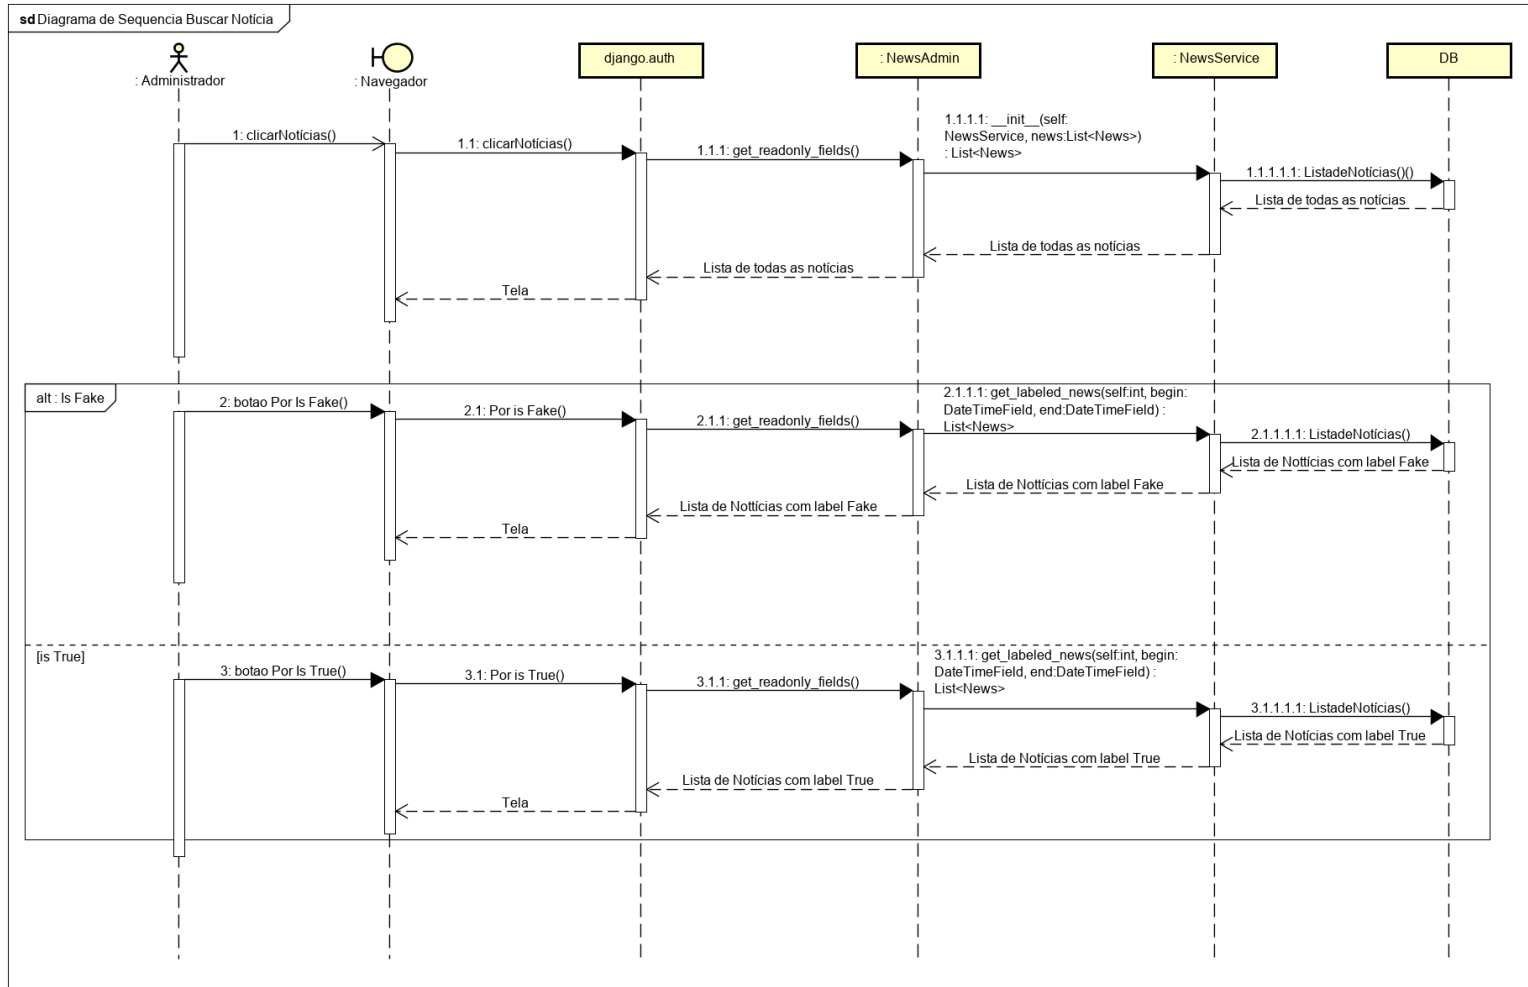 sd Diagrama de Sequencia Buscar Notícia
: Administrador
: Navegador
django.auth
: NewsAdmin
: NewsService
DB
1: clicarNotícias()
1.1: clicarNotícias()
1.1.1: get_readonly_fields()
1.1.1.1: __init__(self:
NewsService, news:List<News>)
: List<News>
1.1.1.1.1: ListadeNotícias()()
Lista de todas as notícias
Lista de todas as notícias
Lista de todas as notícias
Tela
alt : Is Fake
2: botao Por Is Fake()
2.1: Por is Fake()
2.1.1: get_readonly_fields()
2.1.1.1: get_labeled_news(self:int, begin:
DateTimeField, end:DateTimeField) :
List<News>
2.1.1.1.1: ListadeNotícias()
Lista de Nottícias com label Fake
Lista de Nottícias com label Fake
Lista de Nottícias com label Fake
Tela
[is True]
3: botao Por Is True()
3.1: Por is True()
3.1.1: get_readonly_fields()
3.1.1.1: get_labeled_news(self:int, begin:
DateTimeField, end:DateTimeField) :
List<News>
3.1.1.1.1: ListadeNotícias()
Lista de Notícias com label True
Lista de Notícias com label True
Lista de Notícias com label True
Tela